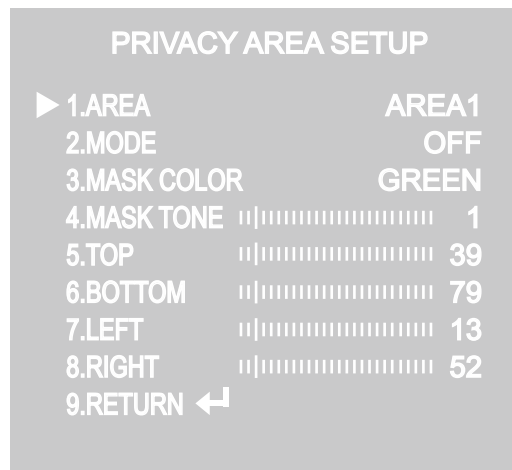 PRIVACY AREA SETUP
1.AREA AREA1
2.MODE OFF
3.MASK COLOR GREEN
4.MASK TONE 1
5.TOP 39
6.BOTTOM 79
7.LEFT 13
8.RIGHT 52
9.RETURN